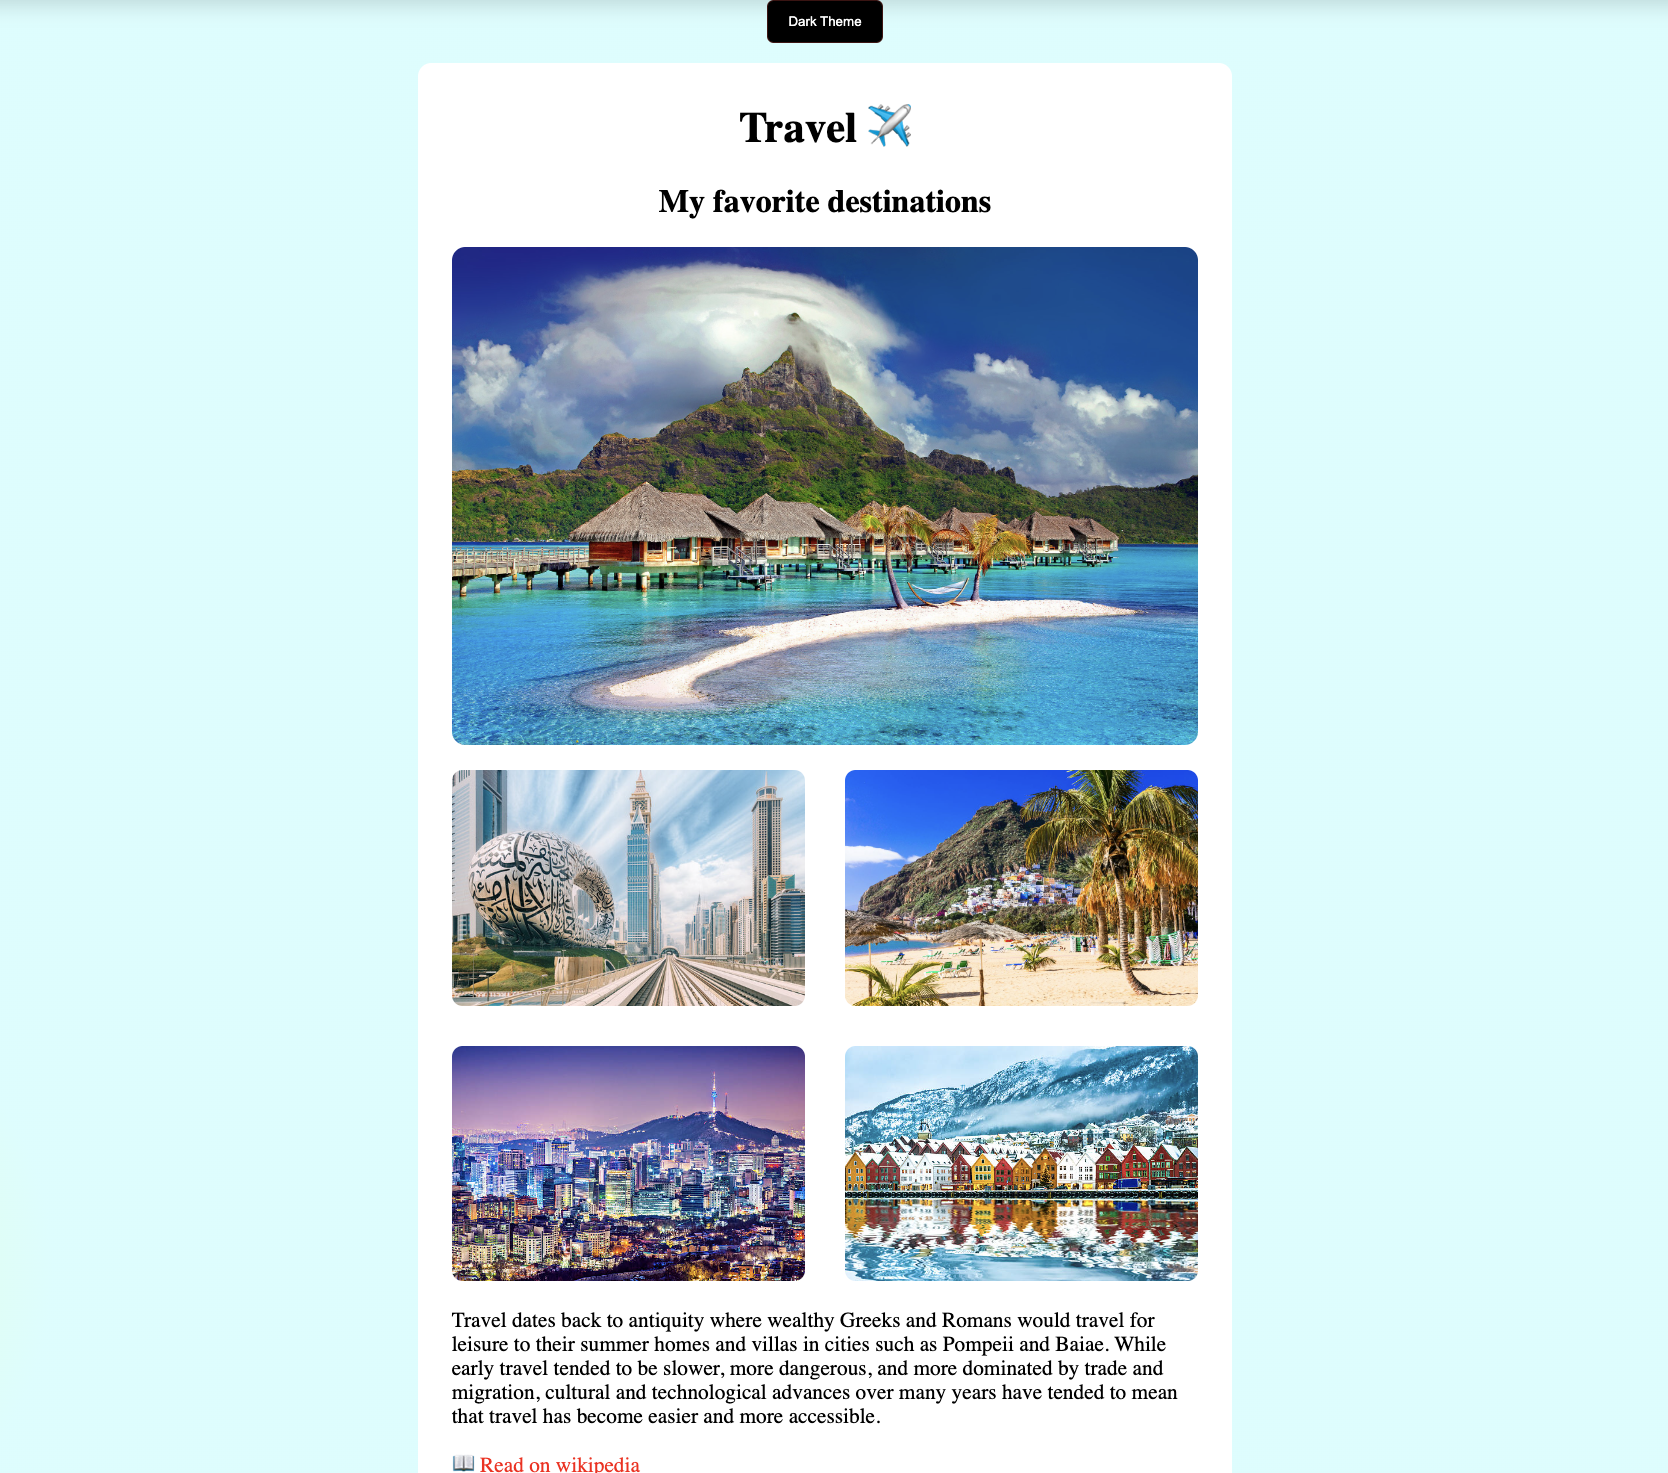 Dark Theme
Travel ✈️
My favorite destinations
Travel dates back to antiquity where wealthy Greeks and Romans would travel for
leisure to their summer homes and villas in cities such as Pompeii and Baiae. While
early travel tended to be slower, more dangerous, and more dominated by trade and
migration, cultural and technological advances over many years have tended to mean
that travel has become easier and more accessible.
📖 Read on wikipedia